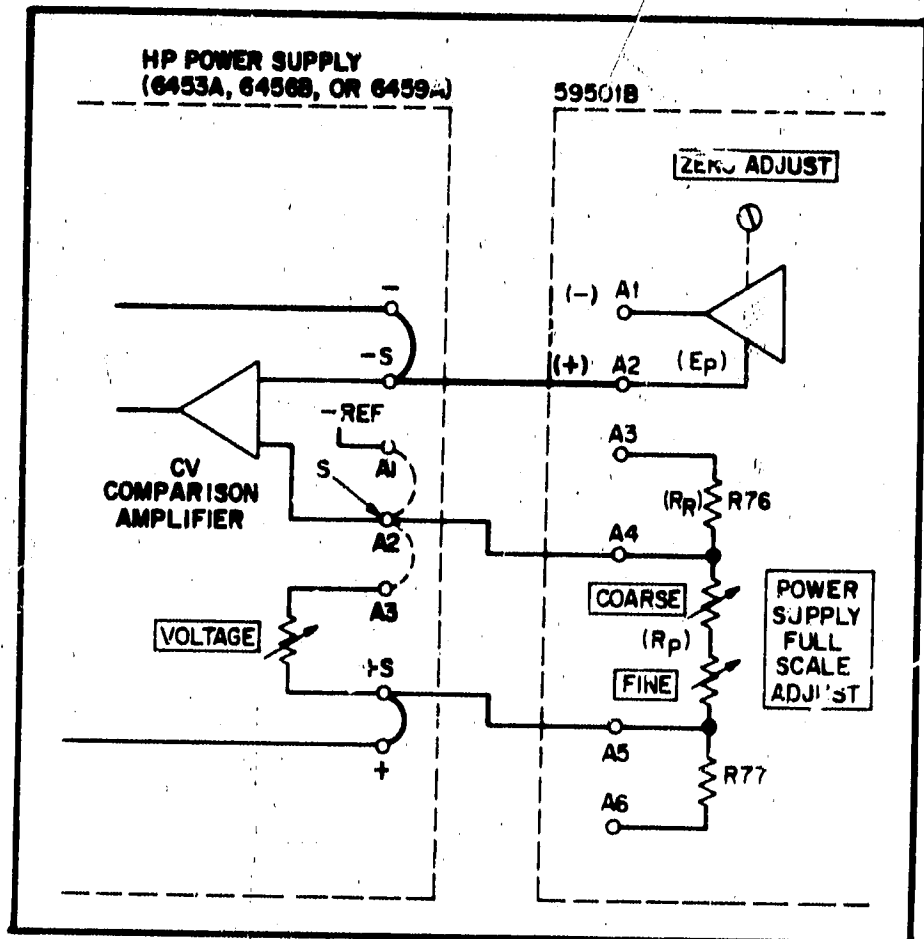 HP POWER SUPPLY
(6453A, 6456B, OR 6459A)
59501B
ZERO ADJUST
-
(-) A1
-S
(+) A2 (EP)
-REF
A1
A3
CV
COMPARISON
AMPLIFIER
S
(RR) R76
A2
A4
A3
COARSE
POWER
SUPPLY
FULL
SCALE
ADJUST
VOLTAGE
(RP)
+S
FINE
A5
+
R77
A6